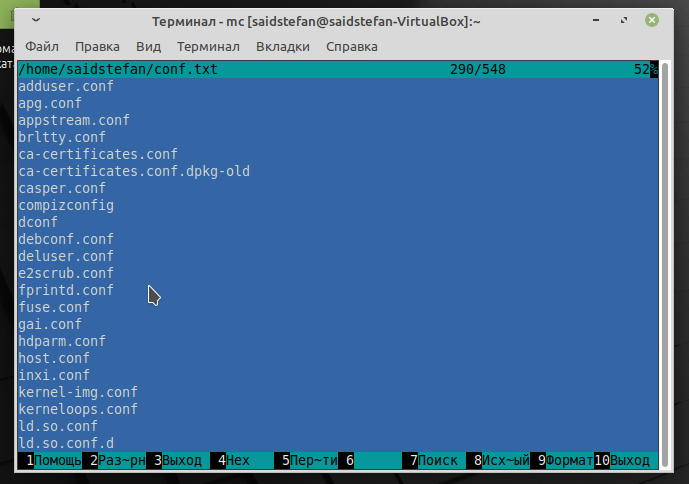 Терминал - mc [saidstefan@saidstefan-VirtualBox]:~
Файл Правка Вид Терминал Вкладки Справка
/home/saidstefan/conf.txt 290/548 52%
adduser.conf
apg.conf
appstream.conf
brltty.conf
ca-certificates.conf
ca-certificates.conf.dpkg-old
casper.conf
compizconfig
dconf
debconf.conf
deluser.conf
e2scrub.conf
fprintd.conf
fuse.conf
gai.conf
hdparm.conf
host.conf
inxi.conf
kernel-img.conf
kerneloops.conf
ld.so.conf
ld.so.conf.d
1Помощь 2Раз~рн 3Выход 4Hex 5Пер~ти 6 7Поиск 8Исх~ый 9Формат 10Выход